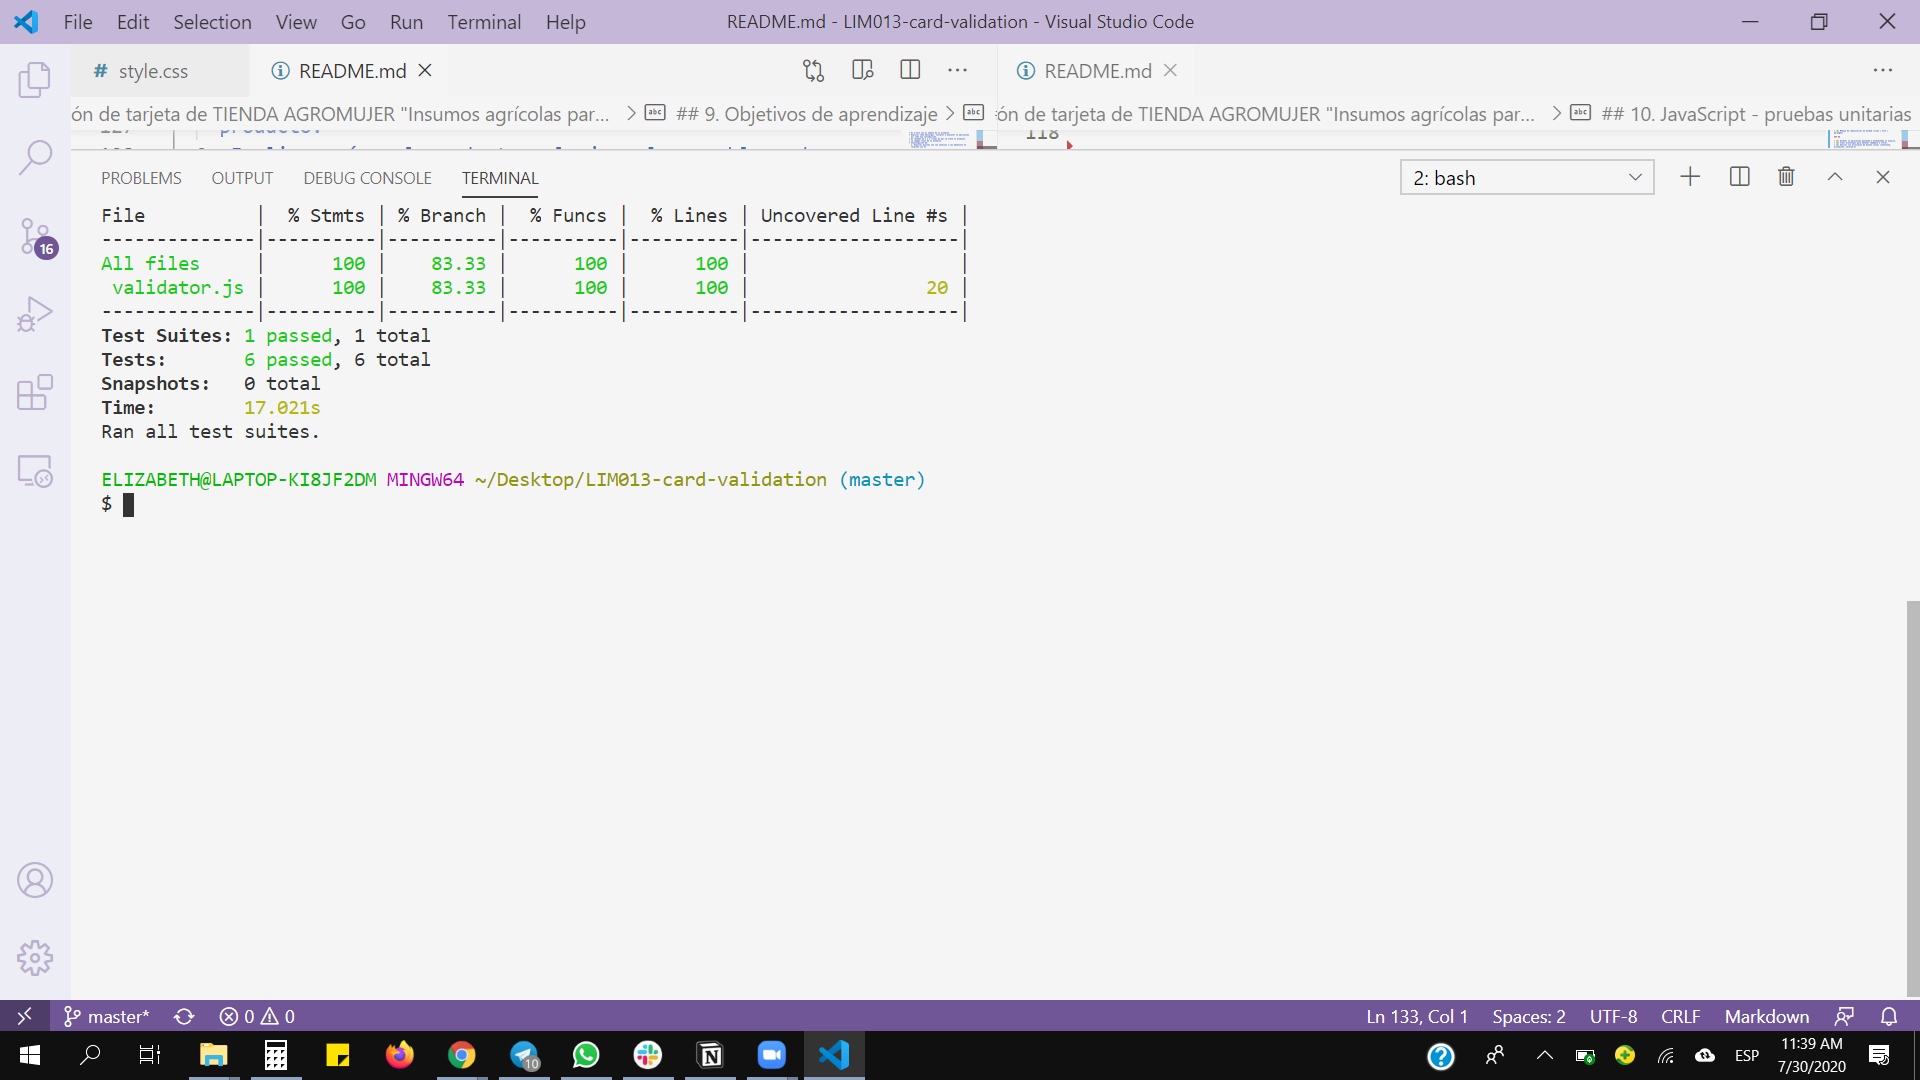 File Edit Selection View Go Run Terminal Help README.md - LIM013-card-validation - Visual Studio Code
# style.css README.md README.md
ón de tarjeta de TIENDA AGROMUJER "Insumos agrícolas par... > ## 9. Objetivos de aprendizaje > ón de tarjeta de TIENDA AGROMUJER "Insumos agrícolas par... > ## 10. JavaScript - pruebas unitarias
118
PROBLEMS OUTPUT DEBUG CONSOLE TERMINAL 2: bash
File | % Stmts | % Branch | % Funcs | % Lines | Uncovered Line #s |
--------------|----------|----------|----------|----------|-------------------|
All files | 100 | 83.33 | 100 | 100 | |
validator.js | 100 | 83.33 | 100 | 100 | 20 |
--------------|----------|----------|----------|----------|-------------------|
Test Suites: 1 passed, 1 total
Tests: 6 passed, 6 total
Snapshots: 0 total
Time: 17.021s
Ran all test suites.
ELIZABETH@LAPTOP-KI8JF2DM MINGW64 ~/Desktop/LIM013-card-validation (master)
$
16
master* 0 0 Ln 133, Col 1 Spaces: 2 UTF-8 CRLF Markdown
10 ESP 11:39 AM
7/30/2020